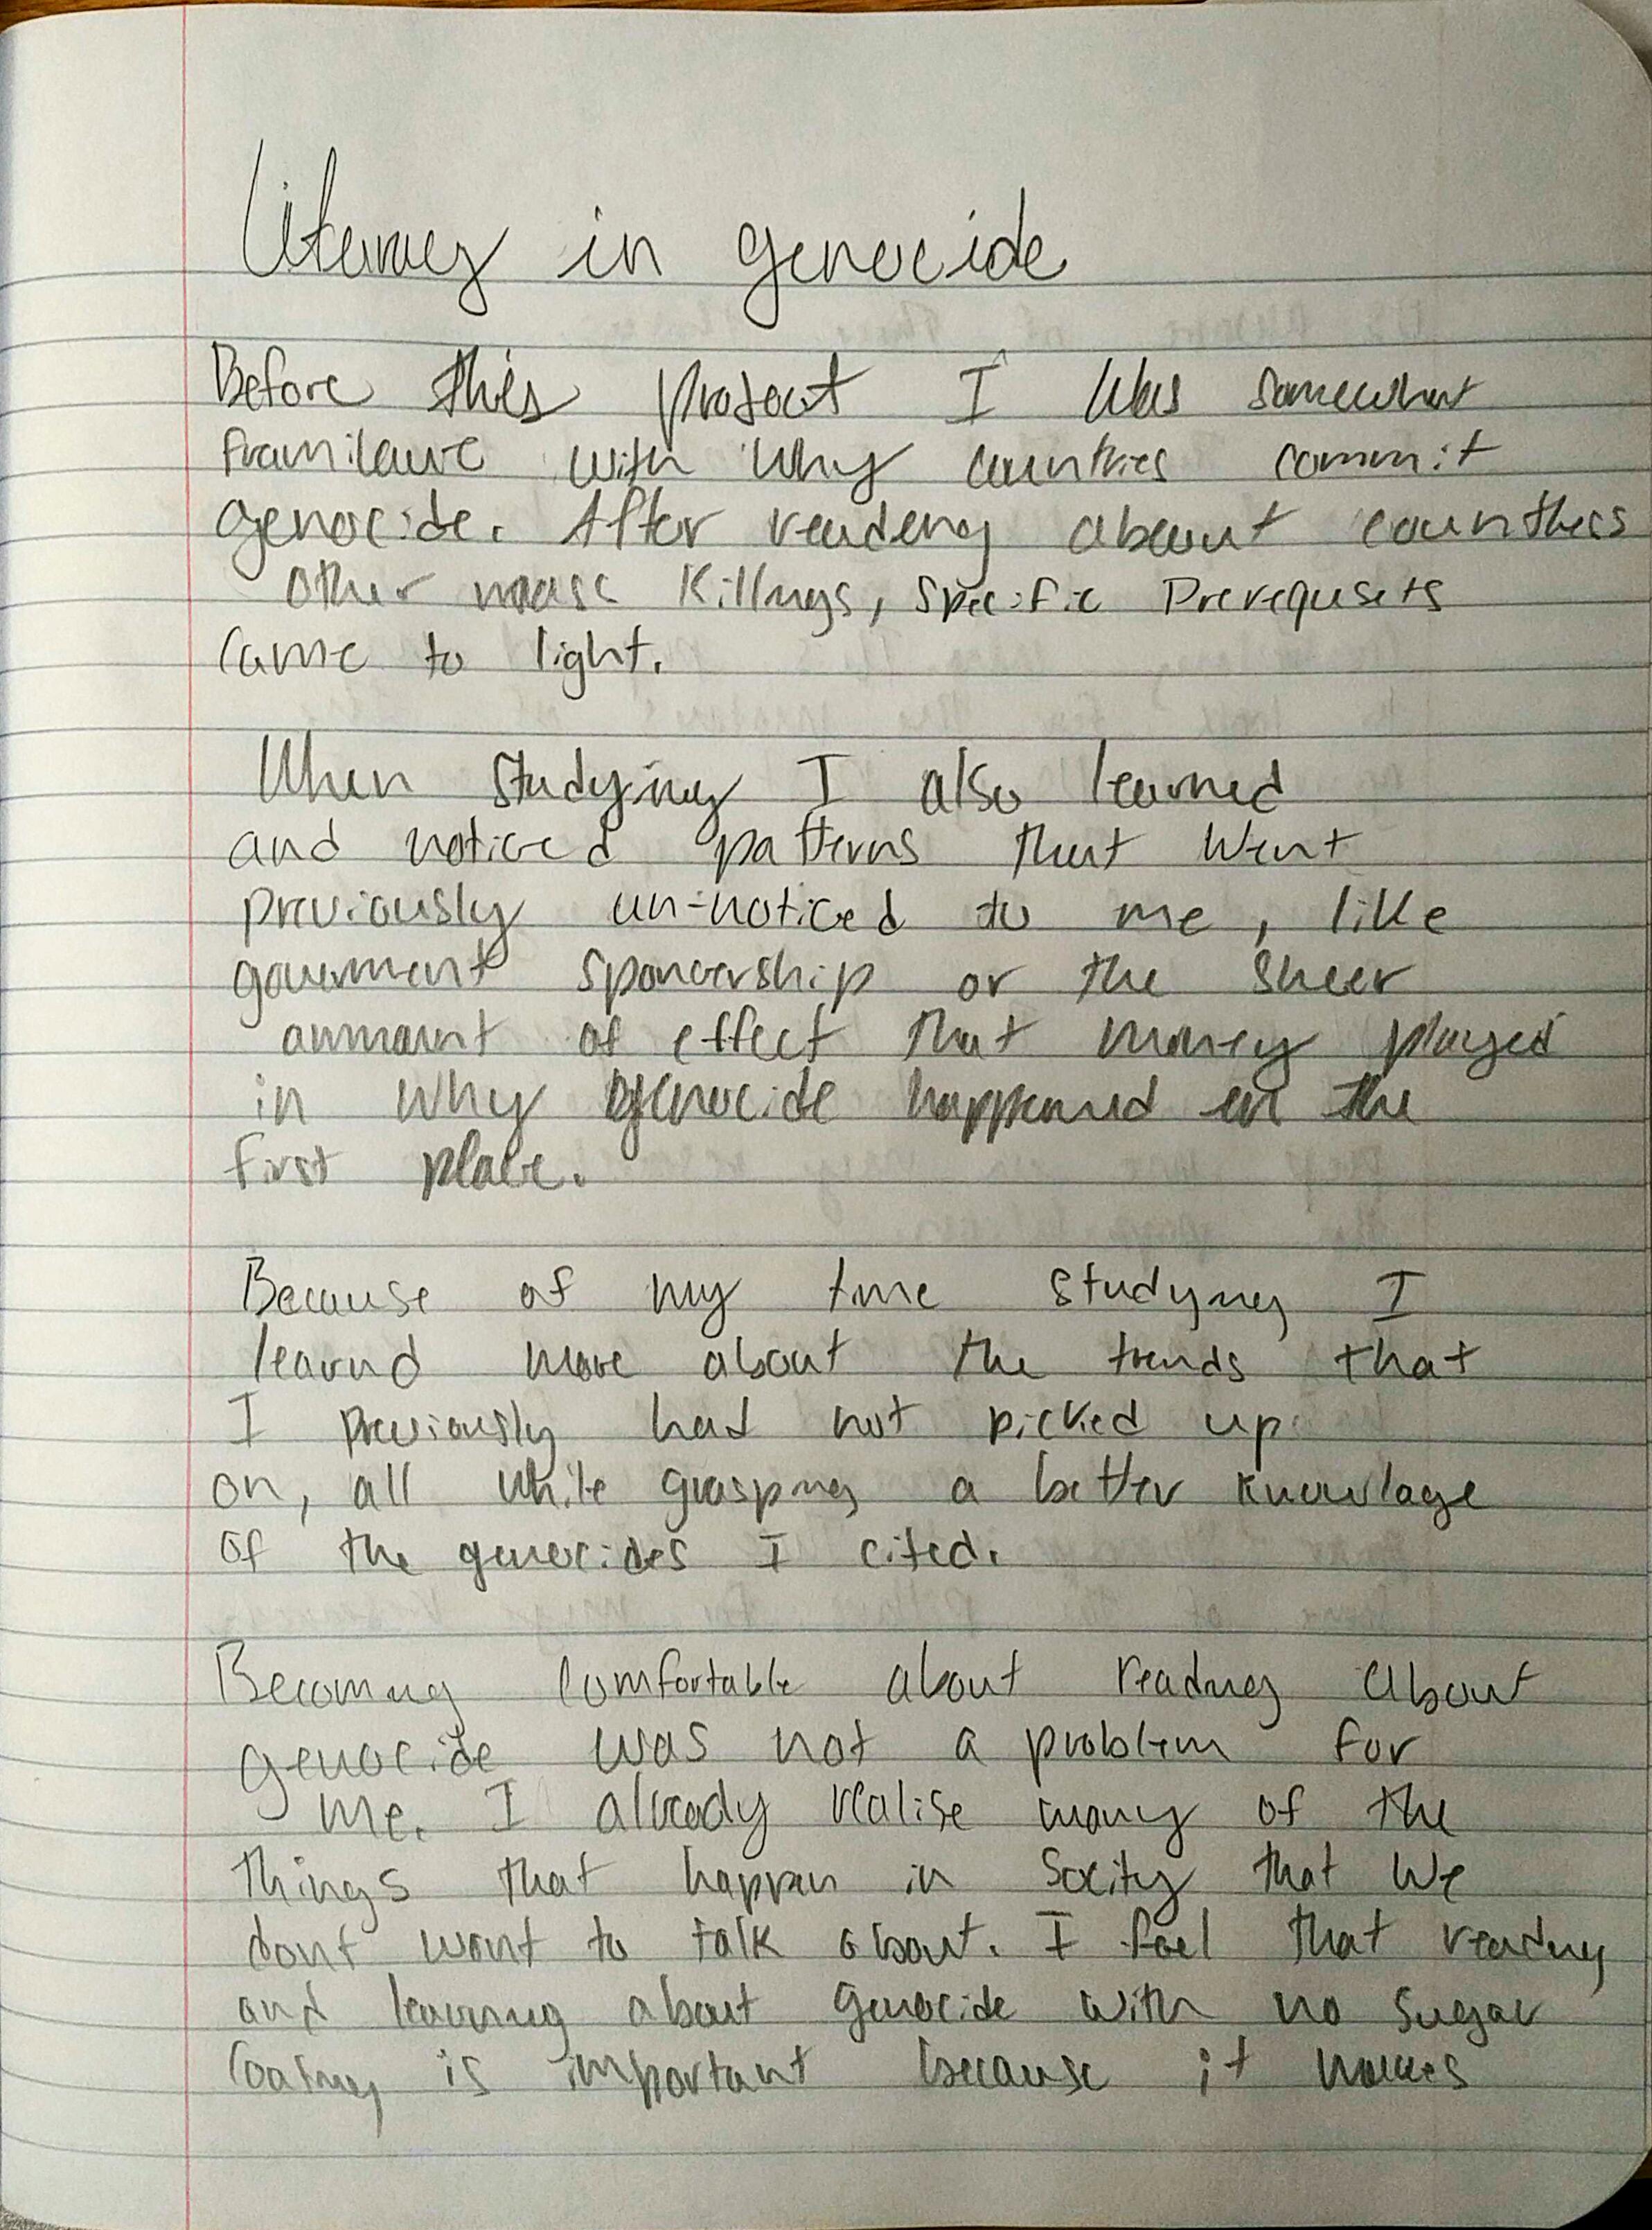 Literacy in genocide
Before this project I was somewhat
framilaire with why countries commit
genocide. After reading about countless
other mass killings, specific prerequsets
came to light.
When studying I also learned
and noticed patterns that went
previously un-noticed to me, like
government sponcership or the sheer
ammaunt of effect that money played
in why genocide happened in the
first place.
Because of my time studying I
learnd more about the trends that
I previously had not picked up
on, all while grasping a better knowlage
of the genocides I cited.
Becoming comfortable about reading about
genocide was not a problem for
me. I already realise many of the
things that happen in socity that we
dont want to talk about. I feel that reading
and learning about genocide with no sugar
coating is important because it makes